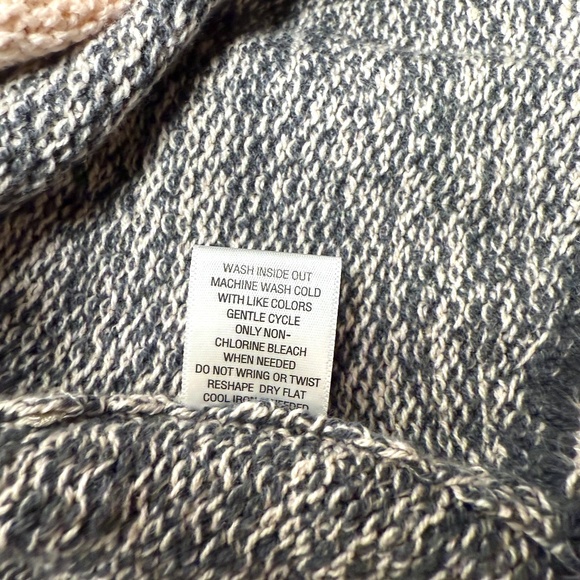 WASH INSIDE OUT
MACHINE WASH COLD
WITH LIKE COLORS
GENTLE CYCLE
ONLY NON-
CHLORINE BLEACH
WHEN NEEDED
DO NOT WRING OR TWIST
RESHAPE DRY FLAT
COOL IRON NEEDED